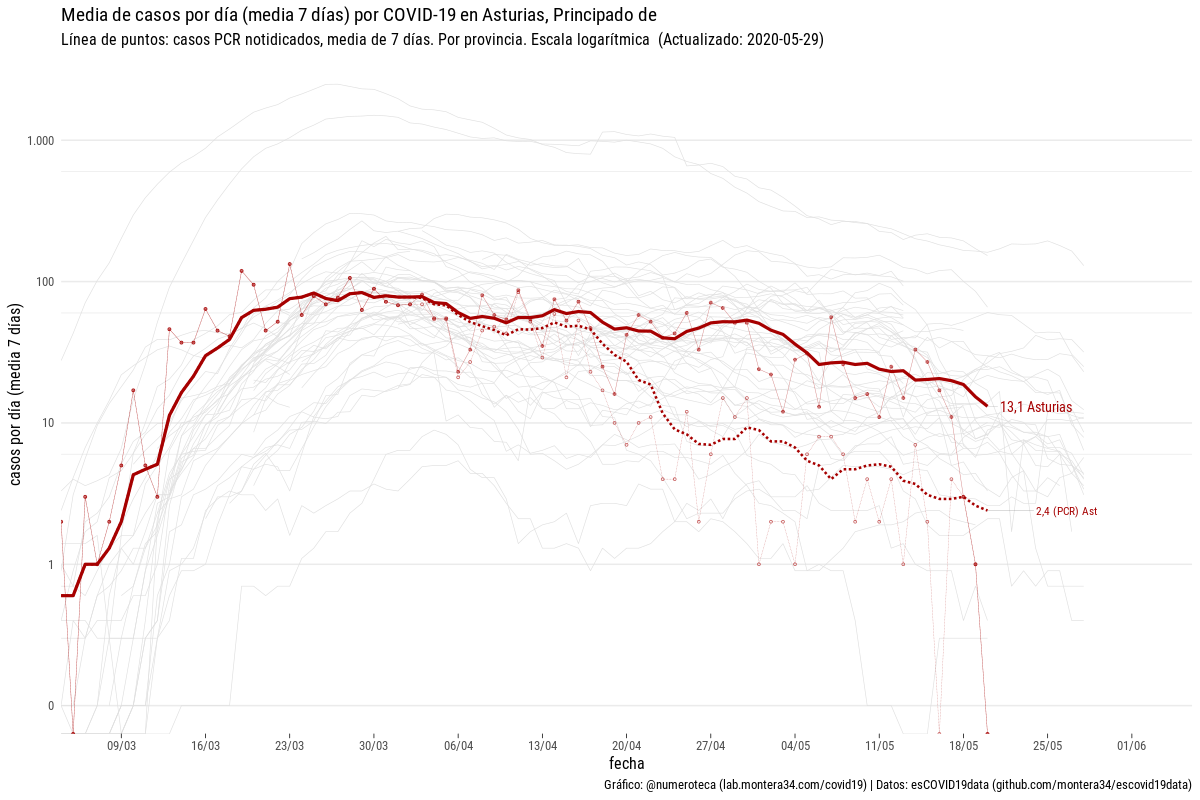 Media de casos por día (media 7 días) por COVID-19 en Asturias, Principado de
Línea de puntos: casos PCR notidicados, media de 7 días. Por provincia. Escala logarítmica  (Actualizado: 2020-05-29)
casos por día (media 7 días)
1.000
100
10
1
0
13,1 Asturias
2,4 (PCR) Ast
09/03 16/03 23/03 30/03 06/04 13/04 20/04 27/04 04/05 11/05 18/05 25/05 01/06
fecha
Gráfico: @numeroteca (lab.montera34.com/covid19) | Datos: esCOVID19data (github.com/montera34/escovid19data)